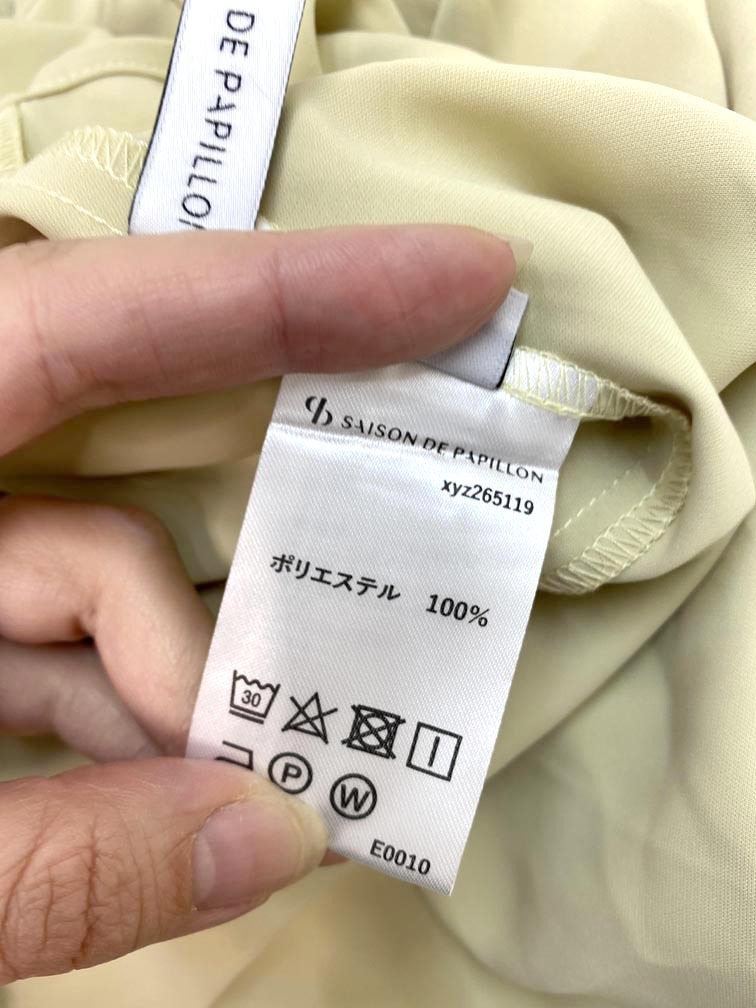 DE PAPILLON
SAISON DE PAPILLON
xyz265119
ポリエステル 100%
30
P
W
E0010